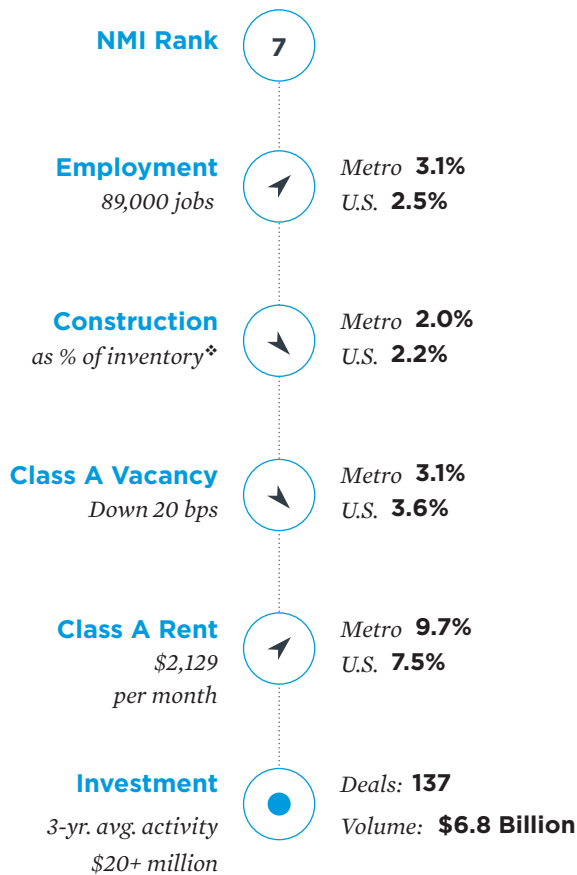 NMI Rank 7
Employment
89,000 jobs
Metro 3.1%
U.S. 2.5%
Construction
as % of inventory❖
Metro 2.0%
U.S. 2.2%
Class A Vacancy
Down 20 bps
Metro 3.1%
U.S. 3.6%
Class A Rent
$2,129
per month
Metro 9.7%
U.S. 7.5%
Investment
3-yr. avg. activity
$20+ million
Deals: 137
Volume: $6.8 Billion